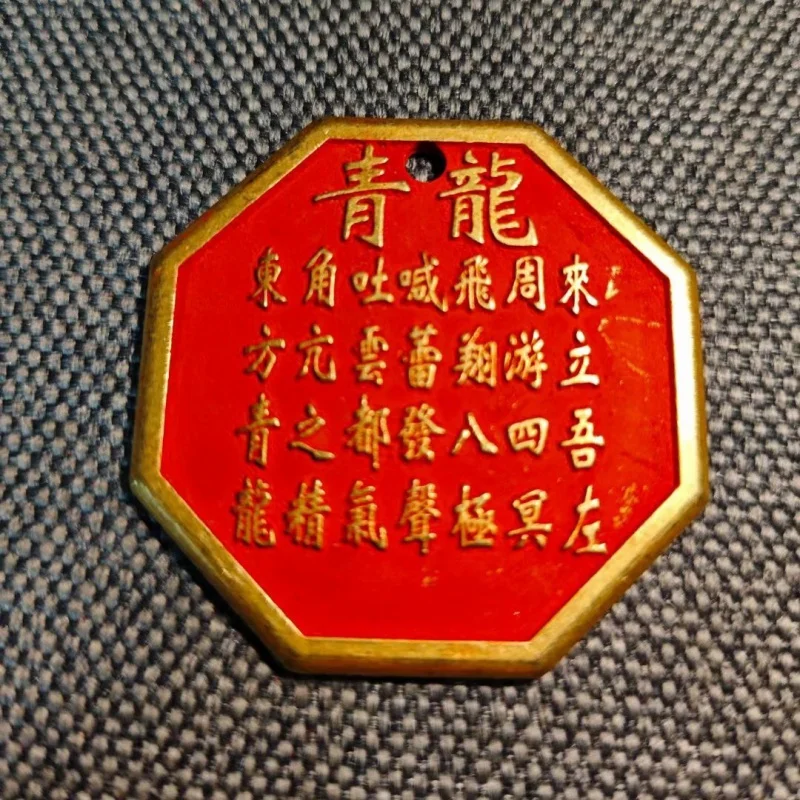 青龍
東方青龍
角亢之精
吐雲都氣
喊蕾發聲
飛翔八極
周游四冥
來立吾左